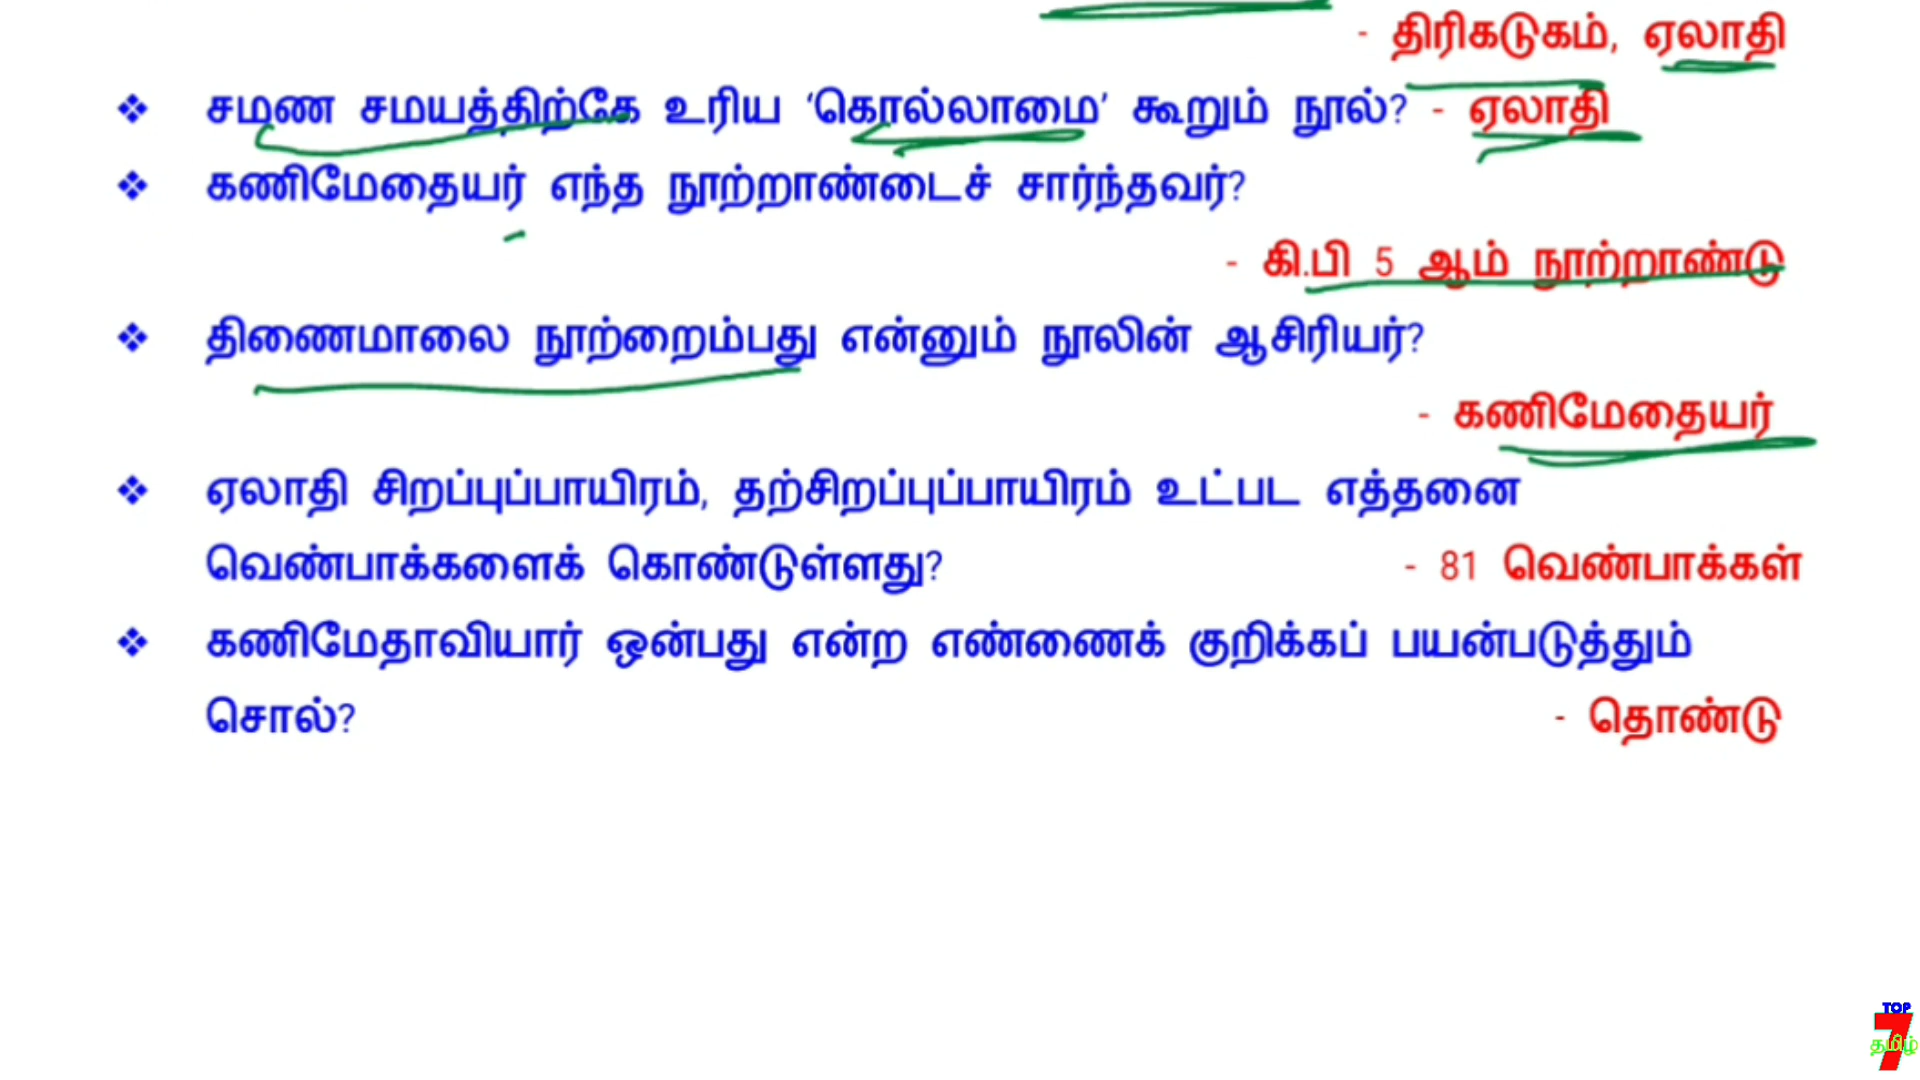 - திரிகடுகம், ஏலாதி
❖ சமண சமயத்திற்கே உரிய ‘கொல்லாமை’ கூறும் நூல்? - ஏலாதி
❖ கணிமேதையர் எந்த நூற்றாண்டைச் சார்ந்தவர்?
- கி.பி 5 ஆம் நூற்றாண்டு
❖ திணைமாலை நூற்றைம்பது என்னும் நூலின் ஆசிரியர்?
- கணிமேதையர்
❖ ஏலாதி சிறப்புப்பாயிரம், தற்சிறப்புப்பாயிரம் உட்பட எத்தனை
வெண்பாக்களைக் கொண்டுள்ளது? - 81 வெண்பாக்கள்
❖ கணிமேதாவியார் ஒன்பது என்ற எண்ணைக் குறிக்கப் பயன்படுத்தும்
சொல்? - தொண்டு
TOP
7
தமிழ்